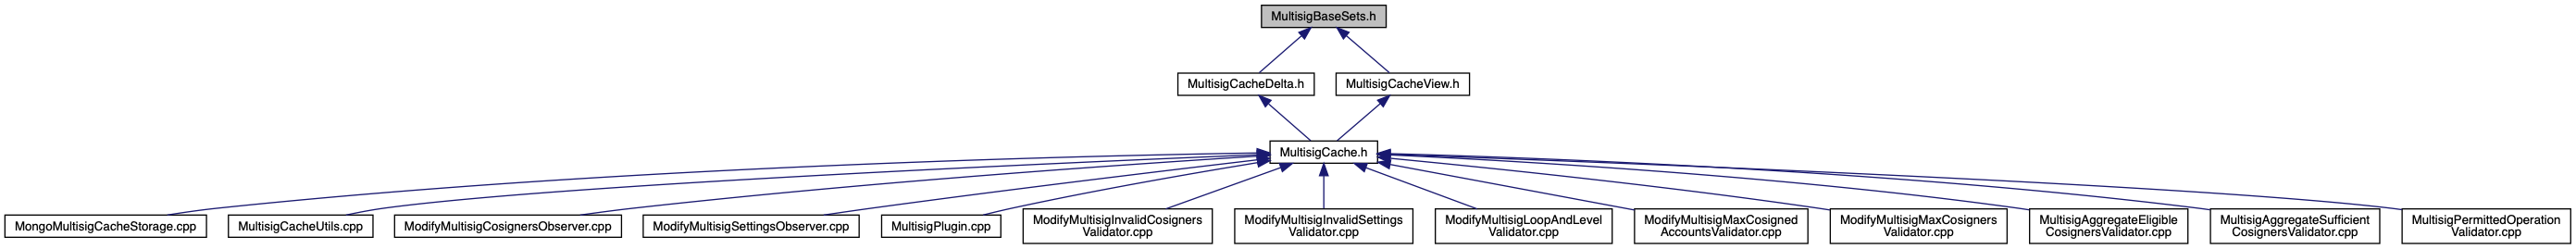 MultisigBaseSets.h
MultisigCacheDelta.h
MultisigCacheView.h
MultisigCache.h
MongoMultisigCacheStorage.cpp
MultisigCacheUtils.cpp
ModifyMultisigCosignersObserver.cpp
ModifyMultisigSettingsObserver.cpp
MultisigPlugin.cpp
ModifyMultisigInvalidCosigners
Validator.cpp
ModifyMultisigInvalidSettings
Validator.cpp
ModifyMultisigLoopAndLevel
Validator.cpp
ModifyMultisigMaxCosigned
AccountsValidator.cpp
ModifyMultisigMaxCosigners
Validator.cpp
MultisigAggregateEligible
CosignersValidator.cpp
MultisigAggregateSufficient
CosignersValidator.cpp
MultisigPermittedOperation
Validator.cpp